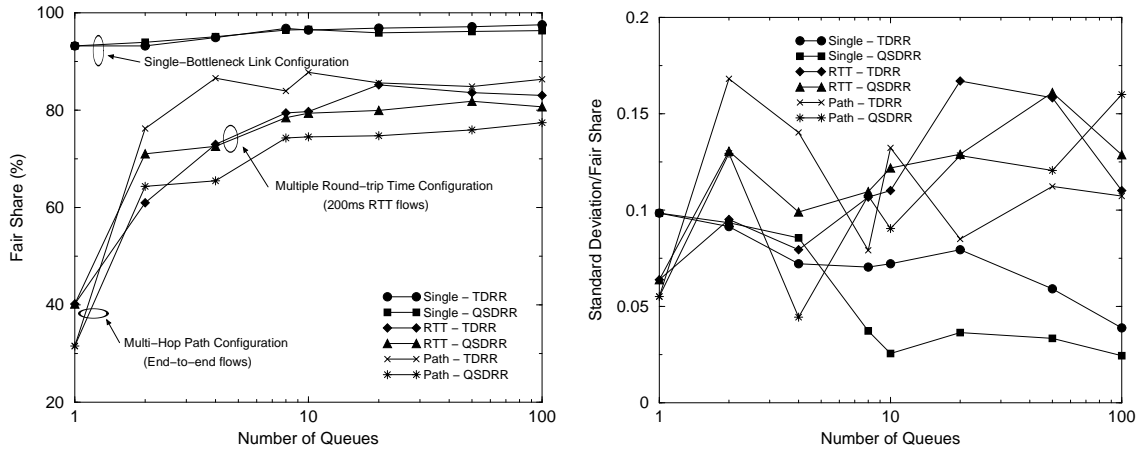 100
80
60
40
20
Fair Share (%)
Single−Bottleneck Link Configuration
Multiple Round−trip Time Configuration
(200ms RTT flows)
Multi−Hop Path Configuration
(End−to−end flows)
Single − TDRR
Single − QSDRR
RTT − TDRR
RTT − QSDRR
Path − TDRR
Path − QSDRR
1 10 100
Number of Queues
0.2
0.15
0.1
0.05
0
Standard Deviation/Fair Share
Single − TDRR
Single − QSDRR
RTT − TDRR
RTT − QSDRR
Path − TDRR
Path − QSDRR
1 10 100
Number of Queues